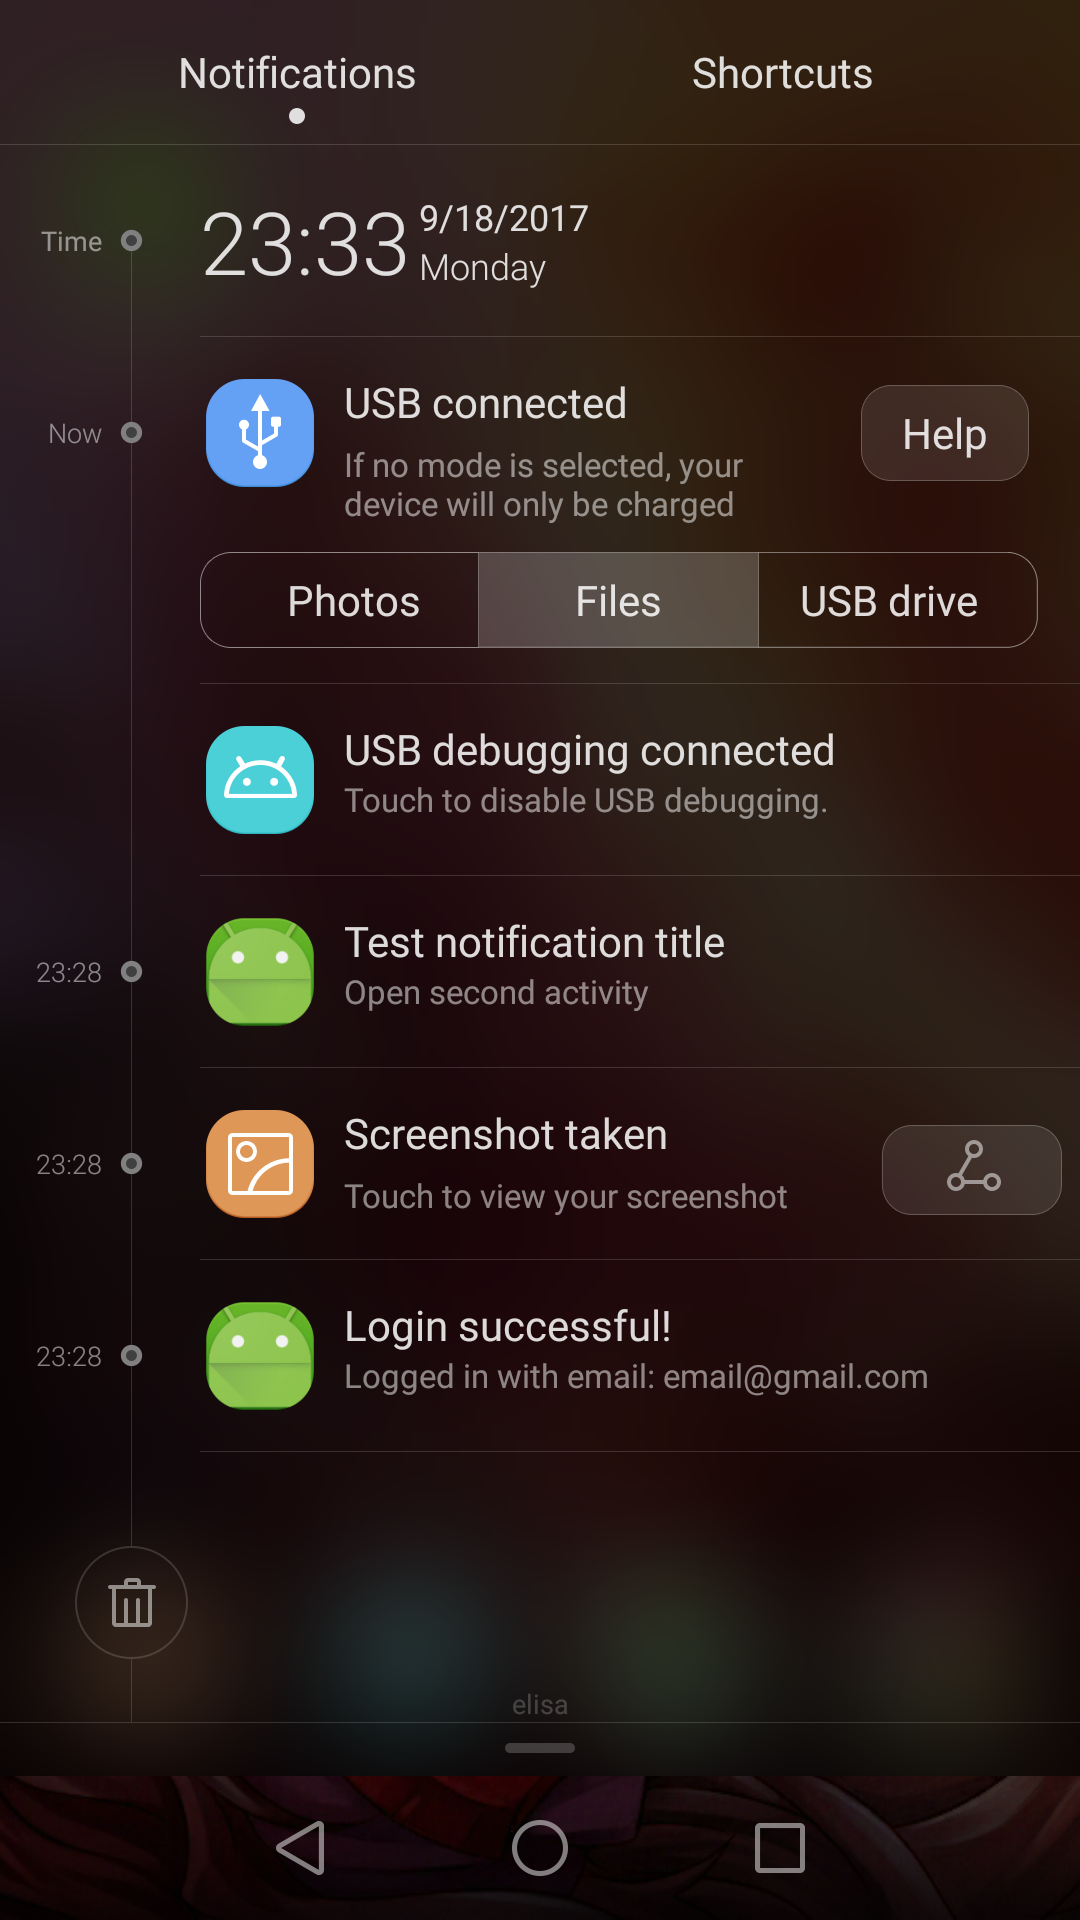 Notifications
Shortcuts
Time
23:33
9/18/2017
Monday
Now
USB connected
Help
If no mode is selected, your
device will only be charged
Photos
Files
USB drive
USB debugging connected
Touch to disable USB debugging.
23:28
Test notification title
Open second activity
23:28
Screenshot taken
Touch to view your screenshot
23:28
Login successful!
Logged in with email: email@gmail.com
elisa